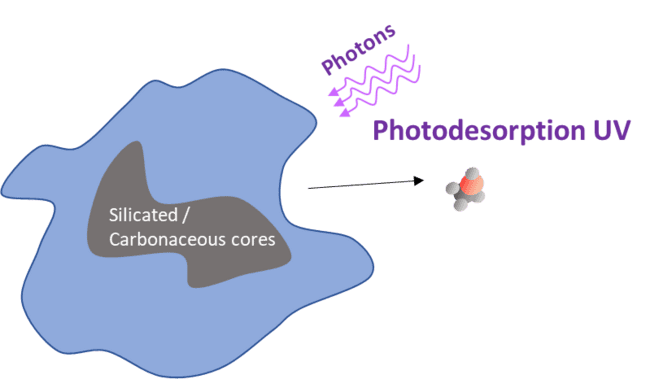 Photons
Photodesorption UV
Silicated /
Carbonaceous cores